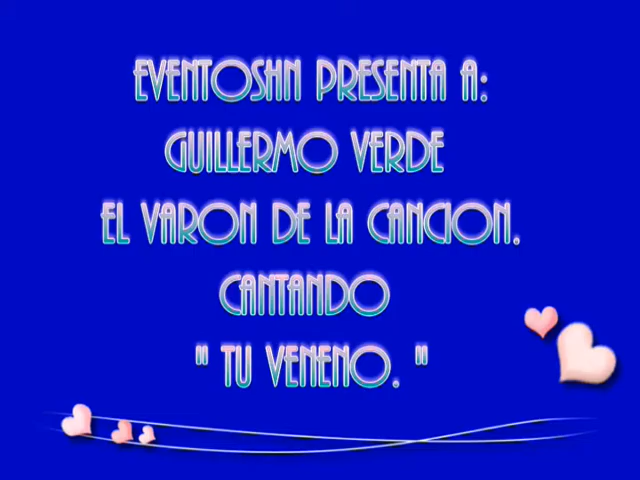 EVENTOSHN PRESENTA A:
GUILLERMO VERDE
EL VARON DE LA CANCION.
CANTANDO
" TU VENENO. "